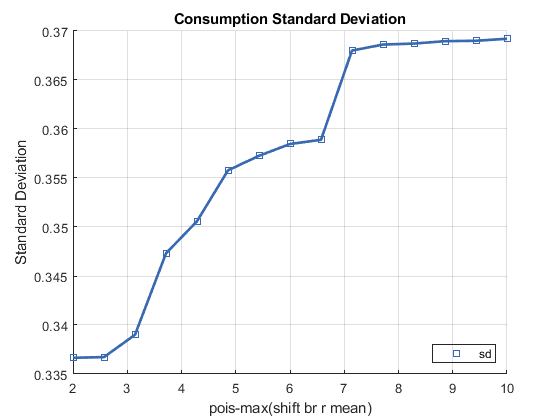 Consumption Standard Deviation
0.37
0.365
0.36
0.355
0.35
0.345
0.34
0.335
Standard Deviation
2 3 4 5 6 7 8 9 10
pois-max(shift br r mean)
sd